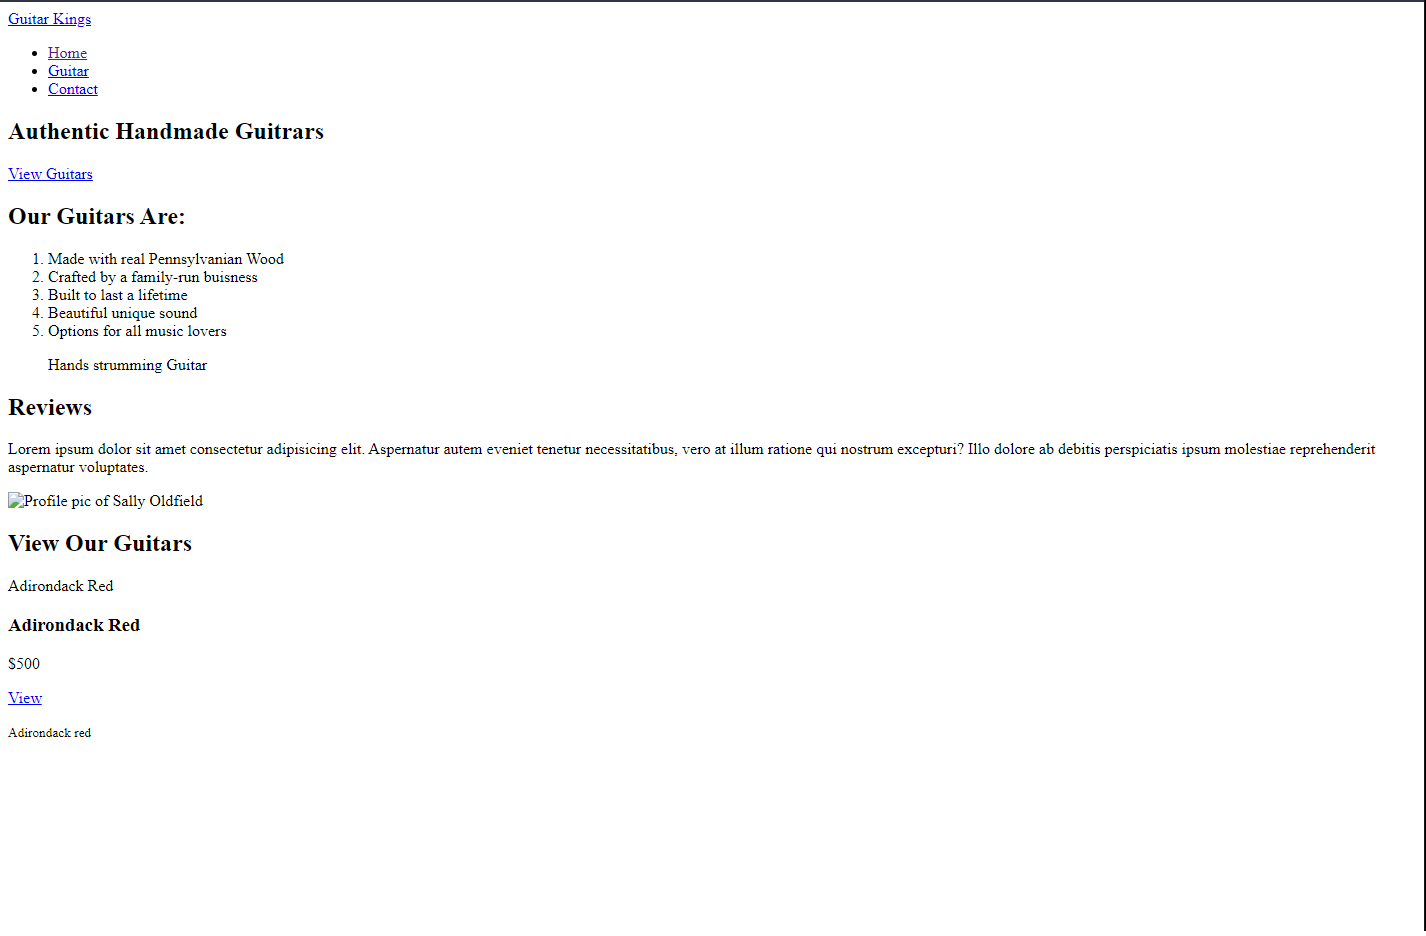 Guitar Kings
Home
Guitar
Contact
Authentic Handmade Guitrars
View Guitars
Our Guitars Are:
1. Made with real Pennsylvanian Wood
2. Crafted by a family-run buisness
3. Built to last a lifetime
4. Beautiful unique sound
5. Options for all music lovers
Hands strumming Guitar
Reviews
Lorem ipsum dolor sit amet consectetur adipisicing elit. Aspernatur autem eveniet tenetur necessitatibus, vero at illum ratione qui nostrum excepturi? Illo dolore ab debitis perspiciatis ipsum molestiae reprehenderit
aspernatur voluptates.
Profile pic of Sally Oldfield
View Our Guitars
Adirondack Red
Adirondack Red
$500
View
Adirondack red